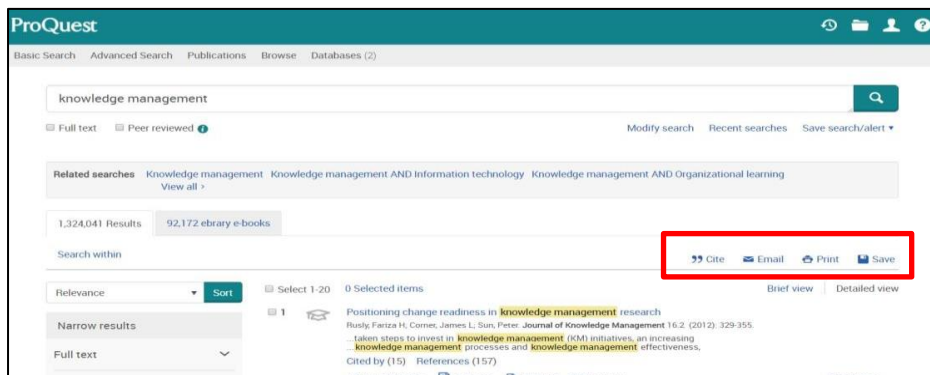 ProQuest
Basic Search Advanced Search Publications Browse Databases (2)
knowledge management
Full text Peer reviewed
Modify search Recent searches Save search/alert
Related searches Knowledge management Knowledge management AND Information technology Knowledge management AND Organizational learning
View all ›
1,324,041 Results 92,172 ebrary e-books
Search within
Cite Email Print Save
Relevance Sort
Select 1-20 0 Selected items
Brief view Detailed view
1 Positioning change readiness in knowledge management research
Rusly, Fariza H; Corner, James L; Sun, Peter. Journal of Knowledge Management 16.2 (2012): 329-355.
...taken steps to invest in knowledge management (KM) initiatives, an increasing
...knowledge management processes and knowledge management effectiveness,
Cited by (15) References (157)
Narrow results
Full text